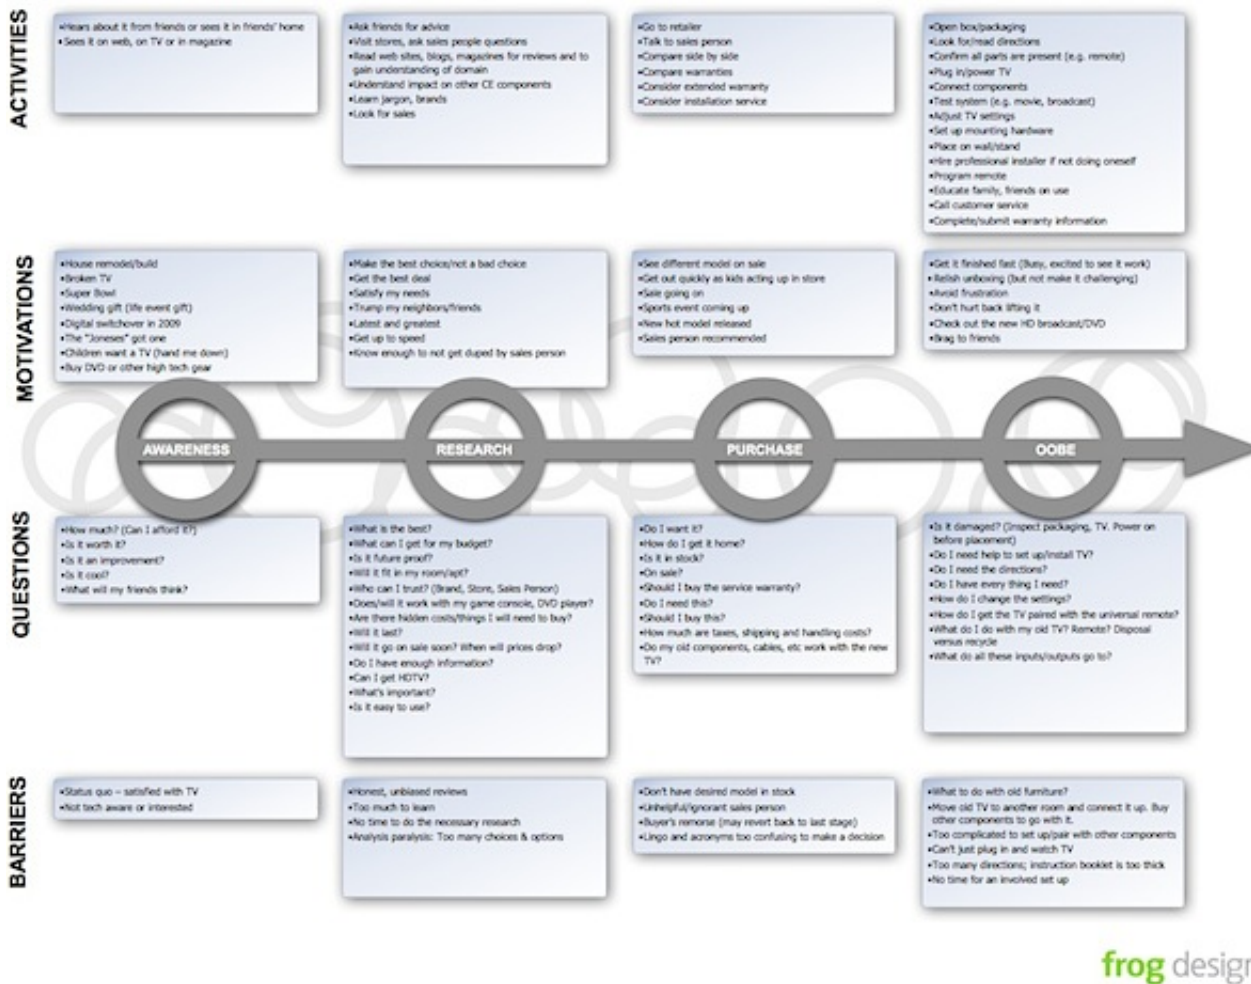 ACTIVITIES
•Hears about it from friends or sees it in friends' home
•Sees it on web, on TV or in magazine
•Ask friends for advice
•Visit stores, ask sales people questions
•Read web sites, blogs, magazines for reviews and to
gain understanding of domain
•Understand impact on other CE components
•Learn jargon, brands
•Look for sales
•Go to retailer
•Talk to sales person
•Compare side by side
•Compare warranties
•Consider extended warranty
•Consider installation service
•Open box/packaging
•Look for/read directions
•Confirm all parts are present (e.g. remote)
•Plug in/power TV
•Connect components
•Test system (e.g. movie, broadcast)
•Adjust TV settings
•Set up mounting hardware
•Place on wall/stand
•Hire professional installer if not doing oneself
•Program remote
•Educate family, friends on use
•Call customer service
•Complete/submit warranty information
MOTIVATIONS
•House remodel/build
•Broken TV
•Super Bowl
•Wedding gift (life event gift)
•Digital switchover in 2009
•The "Joneses" got one
•Children want a TV (hand me down)
•Buy DVD or other high tech gear
•Make the best choice/not a bad choice
•Get the best deal
•Satisfy my needs
•Trump my neighbors/friends
•Latest and greatest
•Get up to speed
•Know enough to not get duped by sales person
•See different model on sale
•Get out quickly as kids acting up in store
•Sale going on
•Sports event coming up
•New hot model released
•Sales person recommended
•Get it finished fast (Busy, excited to see it work)
•Relish unboxing (but not make it challenging)
•Avoid frustration
•Don't hurt back lifting it
•Check out the new HD broadcast/DVD
•Brag to friends
AWARENESS
RESEARCH
PURCHASE
OOBE
QUESTIONS
•How much? (Can I afford it?)
•Is it worth it?
•Is it an improvement?
•Is it cool?
•What will my friends think?
•What is the best?
•What can I get for my budget?
•Is it future proof?
•Will it fit in my room/apt?
•Who can I trust? (Brand, Store, Sales Person)
•Does/will it work with my game console, DVD player?
•Are there hidden costs/things I will need to buy?
•Will it last?
•Will it go on sale soon? When will prices drop?
•Do I have enough information?
•Can I get HDTV?
•What's important?
•Is it easy to use?
•Do I want it?
•How do I get it home?
•Is it in stock?
•On sale?
•Should I buy the service warranty?
•Do I need this?
•Should I buy this?
•How much are taxes, shipping and handling costs?
•Do my old components, cables, etc work with the new
TV?
•Is it damaged? (Inspect packaging, TV. Power on
before placement)
•Do I need help to set up/install TV?
•Do I need the directions?
•Do I have every thing I need?
•How do I change the settings?
•How do I get the TV paired with the universal remote?
•What do I do with my old TV? Remote? Disposal
versus recycle
•What do all these inputs/outputs go to?
BARRIERS
•Status quo – satisfied with TV
•Not tech aware or interested
•Honest, unbiased reviews
•Too much to learn
•No time to do the necessary research
•Analysis paralysis: Too many choices & options
•Don't have desired model in stock
•Unhelpful/ignorant sales person
•Buyer's remorse (may revert back to last stage)
•Lingo and acronyms too confusing to make a decision
•What to do with old furniture?
•Move old TV to another room and connect it up. Buy
other components to go with it.
•Too complicated to set up/pair with other components
•Can't just plug in and watch TV
•Too many directions; instruction booklet is too thick
•No time for an involved set up
frog design